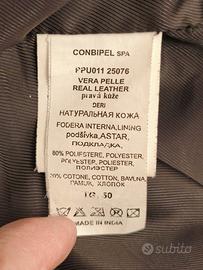 CONBIPEL SPA
PPU011 25076
VERA PELLE
REAL LEATHER
pravá kůže
DERI
НАТУРАЛЬНАЯ КОЖА
FODERA INTERNA,LINING
podšívka,ASTAR,
ПОДКЛАДКА,
80% POLIESTERE, POLYESTER,
POLYESTER, POLYESTER,
ПОЛИЭСТЕР
20% COTONE, COTTON, BAVLNA,
PAMUK, ХЛОПОК
TG. 50
MADE IN INDIA
subito